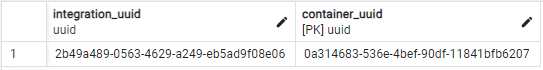 integration_uuid container_uuid
uuid [PK] uuid
1 2b49a489-0563-4629-a249-eb5ad9f08e06 0a314683-536e-4bef-90df-11841bfb6207